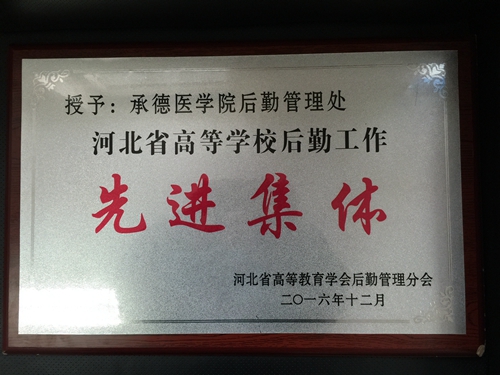 授予：承德医学院后勤管理处
河北省高等学校后勤工作
先进集体
河北省高等教育学会后勤管理分会
二〇一六年十二月